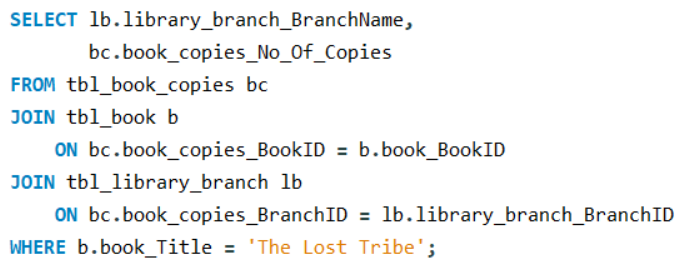 SELECT lb.library_branch_BranchName,
       bc.book_copies_No_Of_Copies
FROM tbl_book_copies bc
JOIN tbl_book b
    ON bc.book_copies_BookID = b.book_BookID
JOIN tbl_library_branch lb
    ON bc.book_copies_BranchID = lb.library_branch_BranchID
WHERE b.book_Title = 'The Lost Tribe';